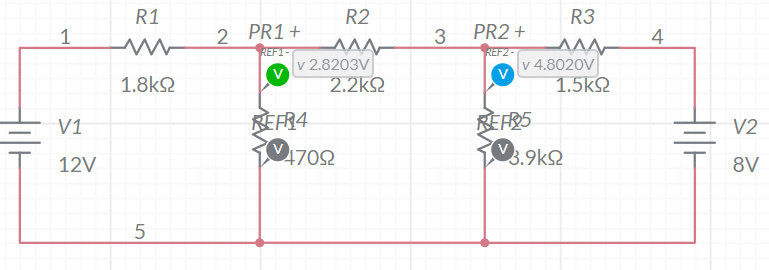 R1
PR1 +
R2
PR2 +
R3
1
2
3
4
REF1 -
REF2 -
V
v 2.8203V
V
v 4.8020V
1.8kΩ
2.2kΩ
1.5kΩ
V1
REF1
R4
REF2
R5
V2
12V
V
470Ω
V
3.9kΩ
8V
5